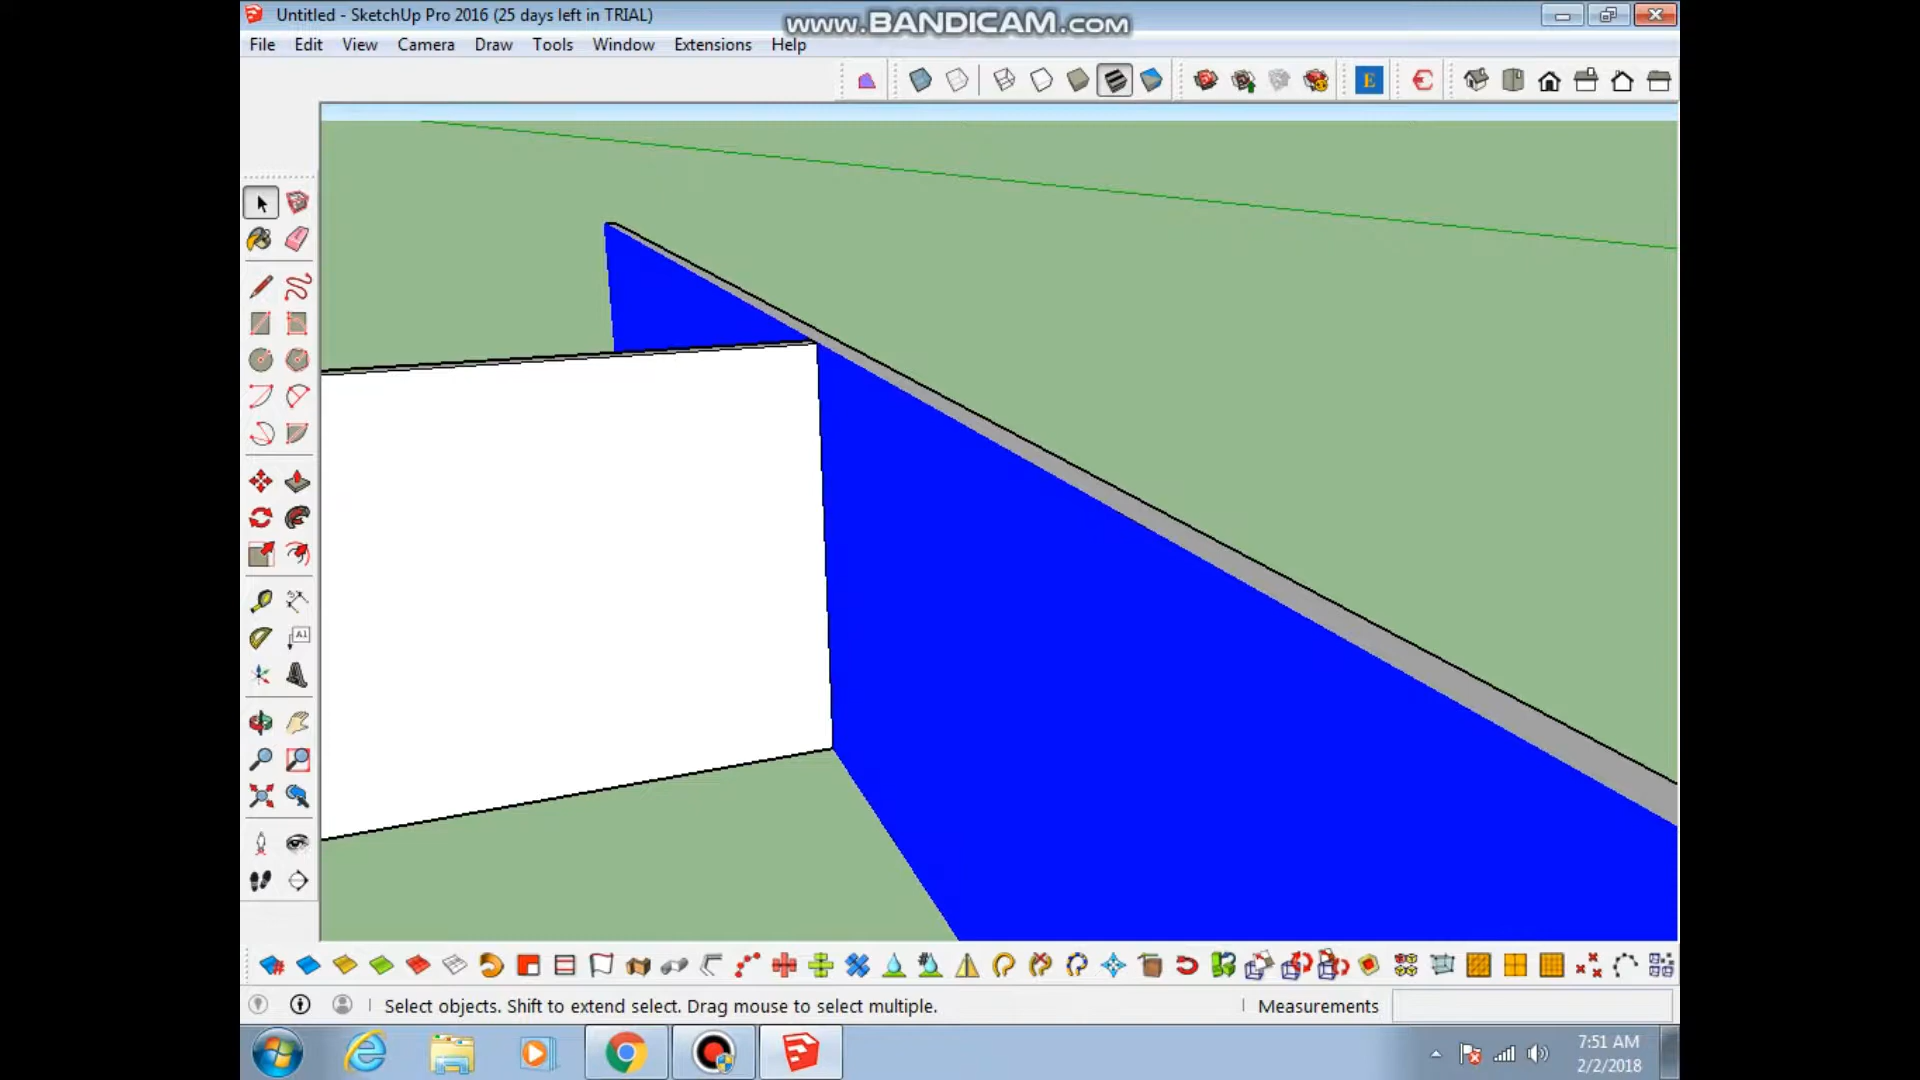 Untitled - SketchUp Pro 2016 (25 days left in TRIAL)
www.BANDICAM.com
File Edit View Camera Draw Tools Window Extensions Help
E
A1
Select objects. Shift to extend select. Drag mouse to select multiple.
Measurements
7:51 AM
2/2/2018